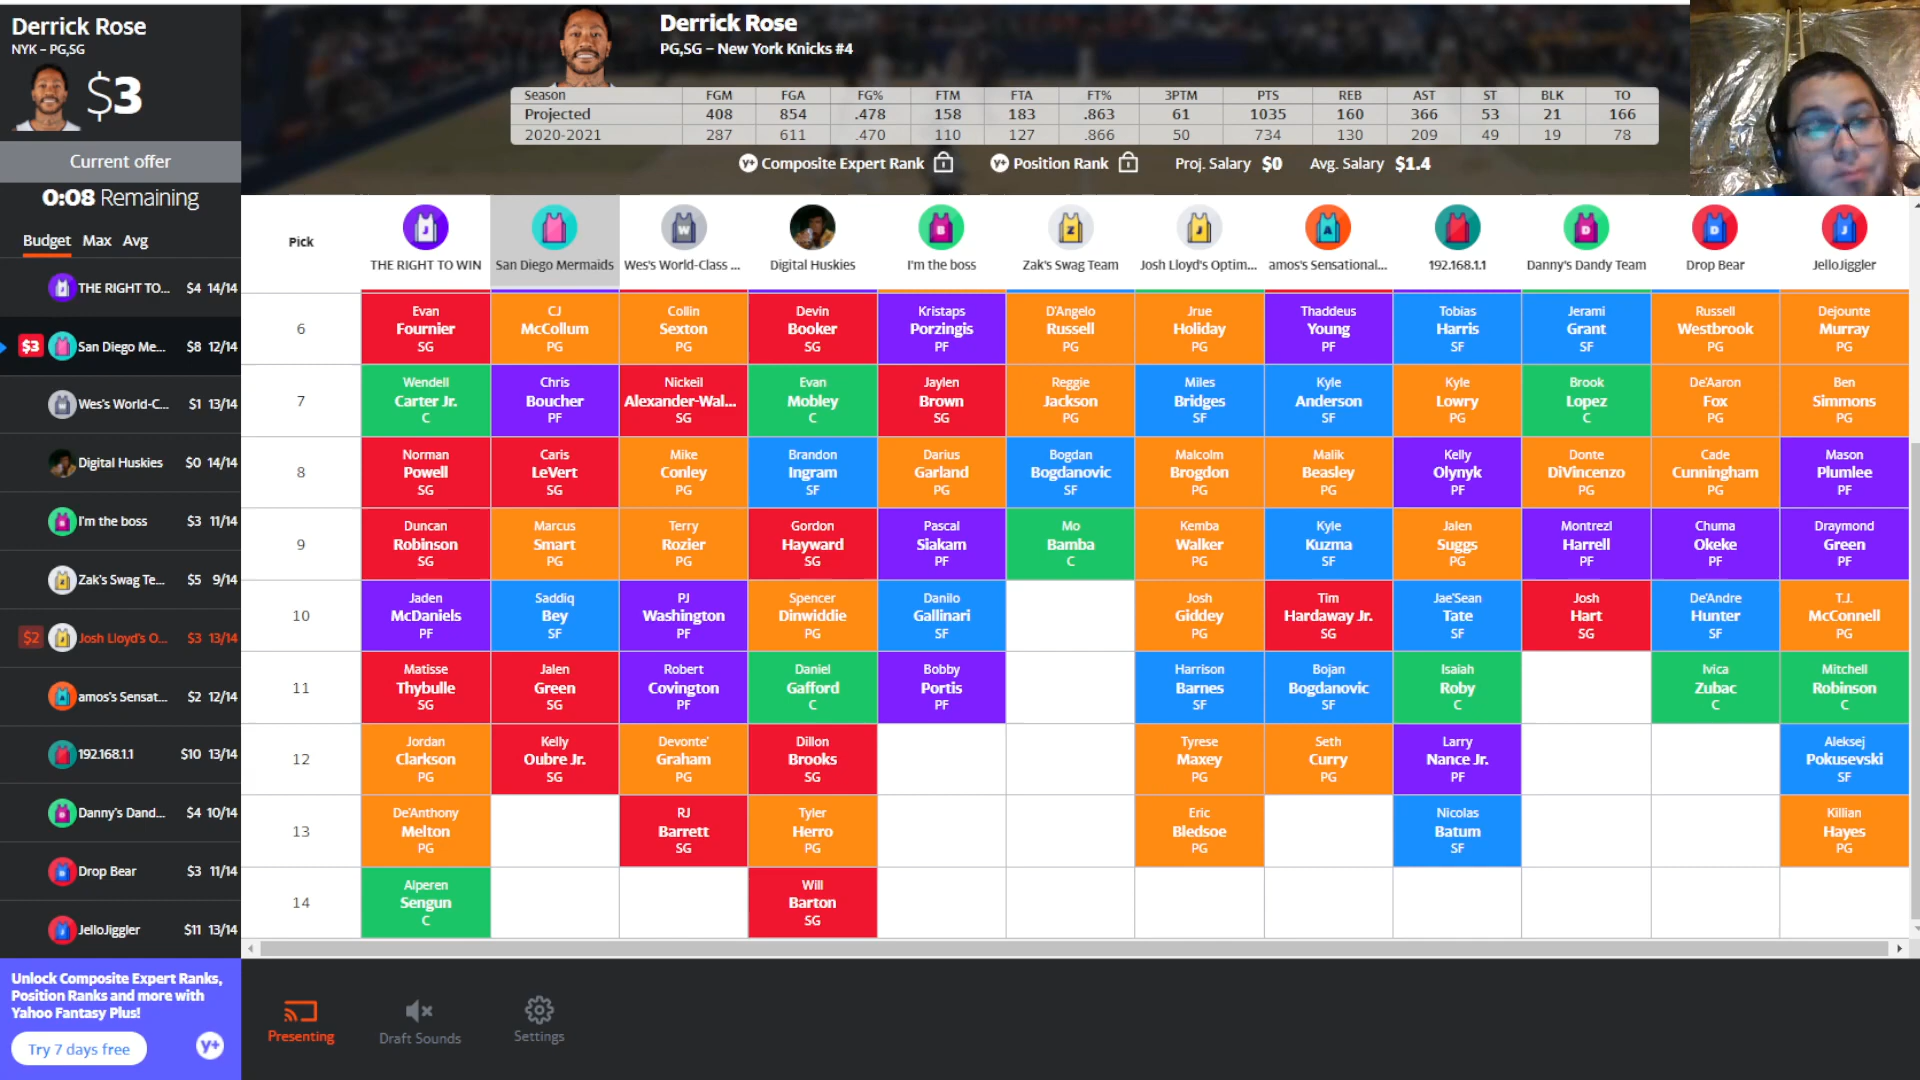 Derrick Rose
NYK – PG,SG
$3
Current offer
0:08 Remaining
Budget Max Avg
THE RIGHT TO... $4 14/14
$3 San Diego Me... $8 12/14
Wes's World-C... $1 13/14
Digital Huskies $0 14/14
I'm the boss $3 11/14
Zak's Swag Te... $5 9/14
$2 Josh Lloyd's O... $3 13/14
amos's Sensat... $2 12/14
192.168.1.1 $10 13/14
Danny's Dand... $4 10/14
Drop Bear $3 11/14
JelloJiggler $11 13/14
Unlock Composite Expert Ranks,
Position Ranks and more with
Yahoo Fantasy Plus!
Try 7 days free y+
Derrick Rose
PG,SG – New York Knicks #4
Season FGM FGA FG% FTM FTA FT% 3PTM PTS REB AST ST BLK TO
Projected 408 854 .478 158 183 .863 61 1035 160 366 53 21 166
2020-2021 287 611 .470 110 127 .866 50 734 130 209 49 19 78
y+ Composite Expert Rank y+ Position Rank Proj. Salary $0 Avg. Salary $1.4
J W B Z J A D D J
Pick THE RIGHT TO WIN San Diego Mermaids Wes's World-Class ... Digital Huskies I'm the boss Zak's Swag Team Josh Lloyd's Optim... amos's Sensational... 192.168.1.1 Danny's Dandy Team Drop Bear JelloJiggler
Evan CJ Collin Devin Kristaps D'Angelo Jrue Thaddeus Tobias Jerami Russell Dejounte
6 Fournier McCollum Sexton Booker Porzingis Russell Holiday Young Harris Grant Westbrook Murray
SG PG PG SG PF PG PG PF SF SF PG PG
Wendell Chris Nickeil Evan Jaylen Reggie Miles Kyle Kyle Brook De'Aaron Ben
7 Carter Jr. Boucher Alexander-Wal... Mobley Brown Jackson Bridges Anderson Lowry Lopez Fox Simmons
C PF SG C SG PG SF SF PG C PG PG
Norman Caris Mike Brandon Darius Bogdan Malcolm Malik Kelly Donte Cade Mason
8 Powell LeVert Conley Ingram Garland Bogdanovic Brogdon Beasley Olynyk DiVincenzo Cunningham Plumlee
SG SG PG SF PG SF PG PG PF PG PG PF
Duncan Marcus Terry Gordon Pascal Mo Kemba Kyle Jalen Montrezl Chuma Draymond
9 Robinson Smart Rozier Hayward Siakam Bamba Walker Kuzma Suggs Harrell Okeke Green
SG PG PG SG PF C PG SF PG PF PF PF
Jaden Saddiq PJ Spencer Danilo Josh Tim Jae'Sean Josh De'Andre T.J.
10 McDaniels Bey Washington Dinwiddie Gallinari Giddey Hardaway Jr. Tate Hart Hunter McConnell
PF SF PF PG SF PG SG SF SG SF PG
Matisse Jalen Robert Daniel Bobby Harrison Bojan Isaiah Ivica Mitchell
11 Thybulle Green Covington Gafford Portis Barnes Bogdanovic Roby Zubac Robinson
SG SG PF C PF SF SF C C C
Jordan Kelly Devonte' Dillon Tyrese Seth Larry Aleksej
12 Clarkson Oubre Jr. Graham Brooks Maxey Curry Nance Jr. Pokusevski
PG SG PG SG PG PG PF SF
De'Anthony RJ Tyler Eric Nicolas Killian
13 Melton Barrett Herro Bledsoe Batum Hayes
PG SG PG PG SF PG
Alperen Will
14 Sengun Barton
C SG
Presenting Draft Sounds Settings